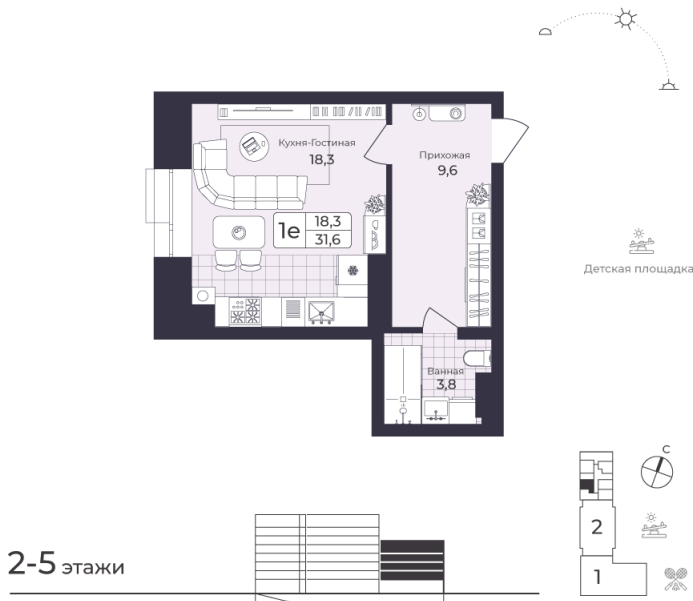 Кухня-Гостиная
18,3
Прихожая
9,6
1е
18,3
31,6
Детская площадка
Ванная
3,8
С
2
1
2-5 этажи